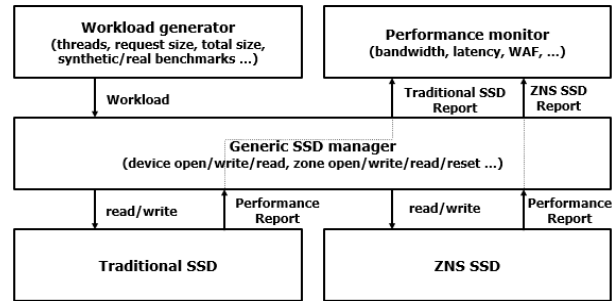 Workload generator
(threads, request size, total size,
synthetic/real benchmarks ...)
Performance monitor
(bandwidth, latency, WAF, ...)
Workload
Traditional SSD
Report
ZNS SSD
Report
Generic SSD manager
(device open/write/read, zone open/write/read/reset ...)
read/write
Performance
Report
read/write
Performance
Report
Traditional SSD
ZNS SSD